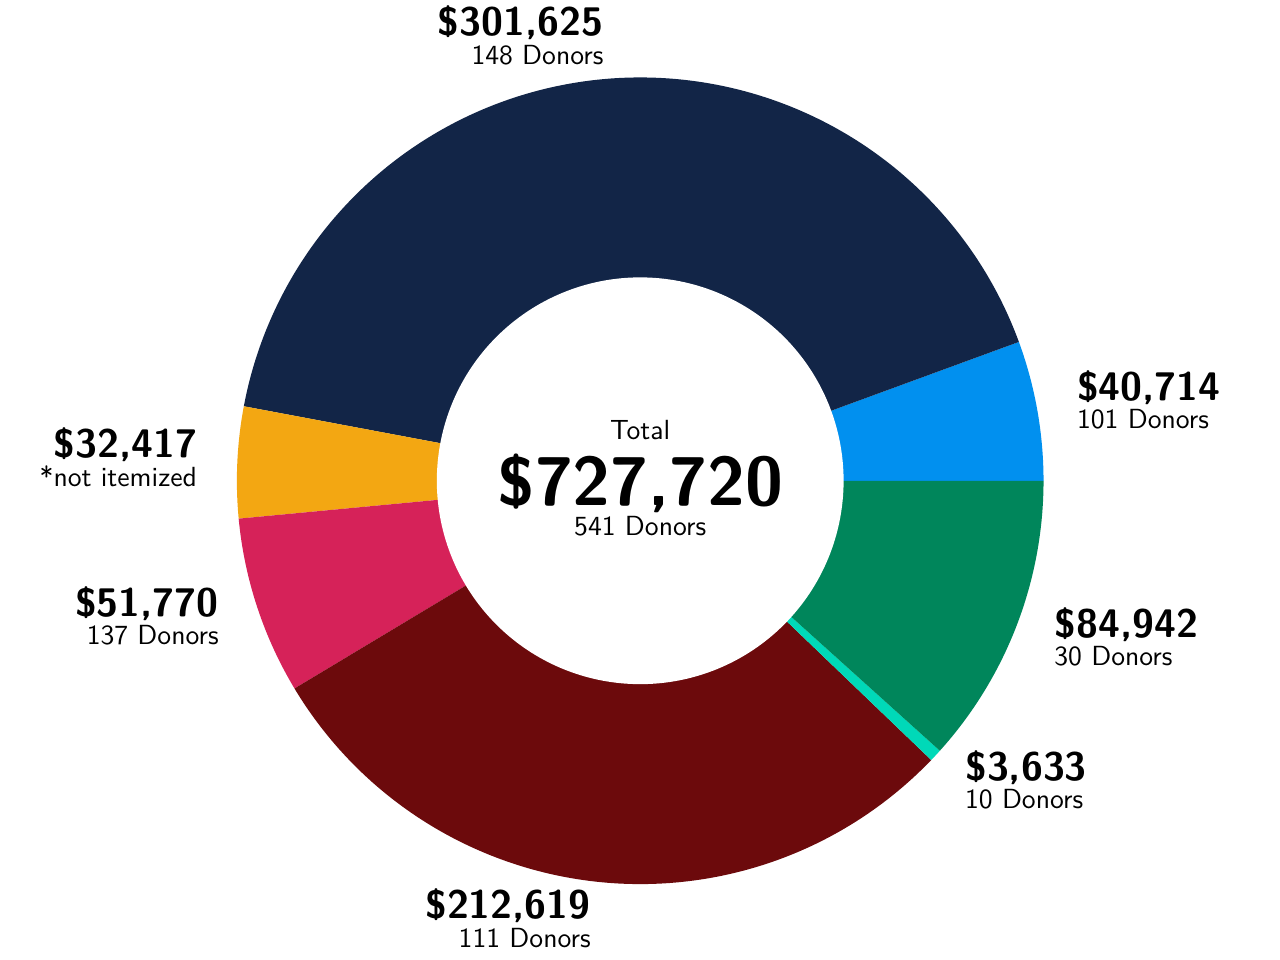 $301,625
148 Donors
$40,714
101 Donors
Total
$727,720
541 Donors
$32,417
*not itemized
$51,770
137 Donors
$84,942
30 Donors
$3,633
10 Donors
$212,619
111 Donors